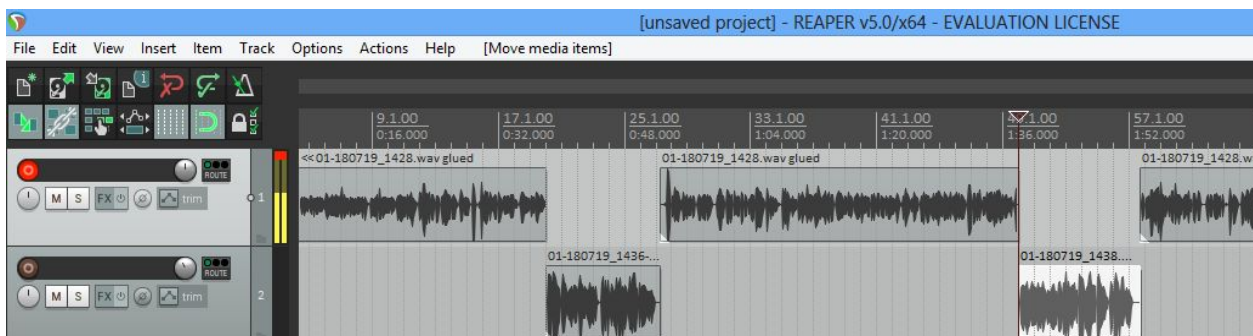 [unsaved project] - REAPER v5.0/x64 - EVALUATION LICENSE
File Edit View Insert Item Track Options Actions Help [Move media items]
9.1.00 17.1.00 25.1.00 33.1.00 41.1.00 49.1.00 57.1.00
0:16.000 0:32.000 0:48.000 1:04.000 1:20.000 1:36.000 1:52.000
<<01-180719_1428.wav glued 01-180719_1428.wav glued 01-180719_1428.w
ROUTE
M S FX trim 1
01-180719_1436-... 01-180719_1438....
ROUTE
M S FX trim 2